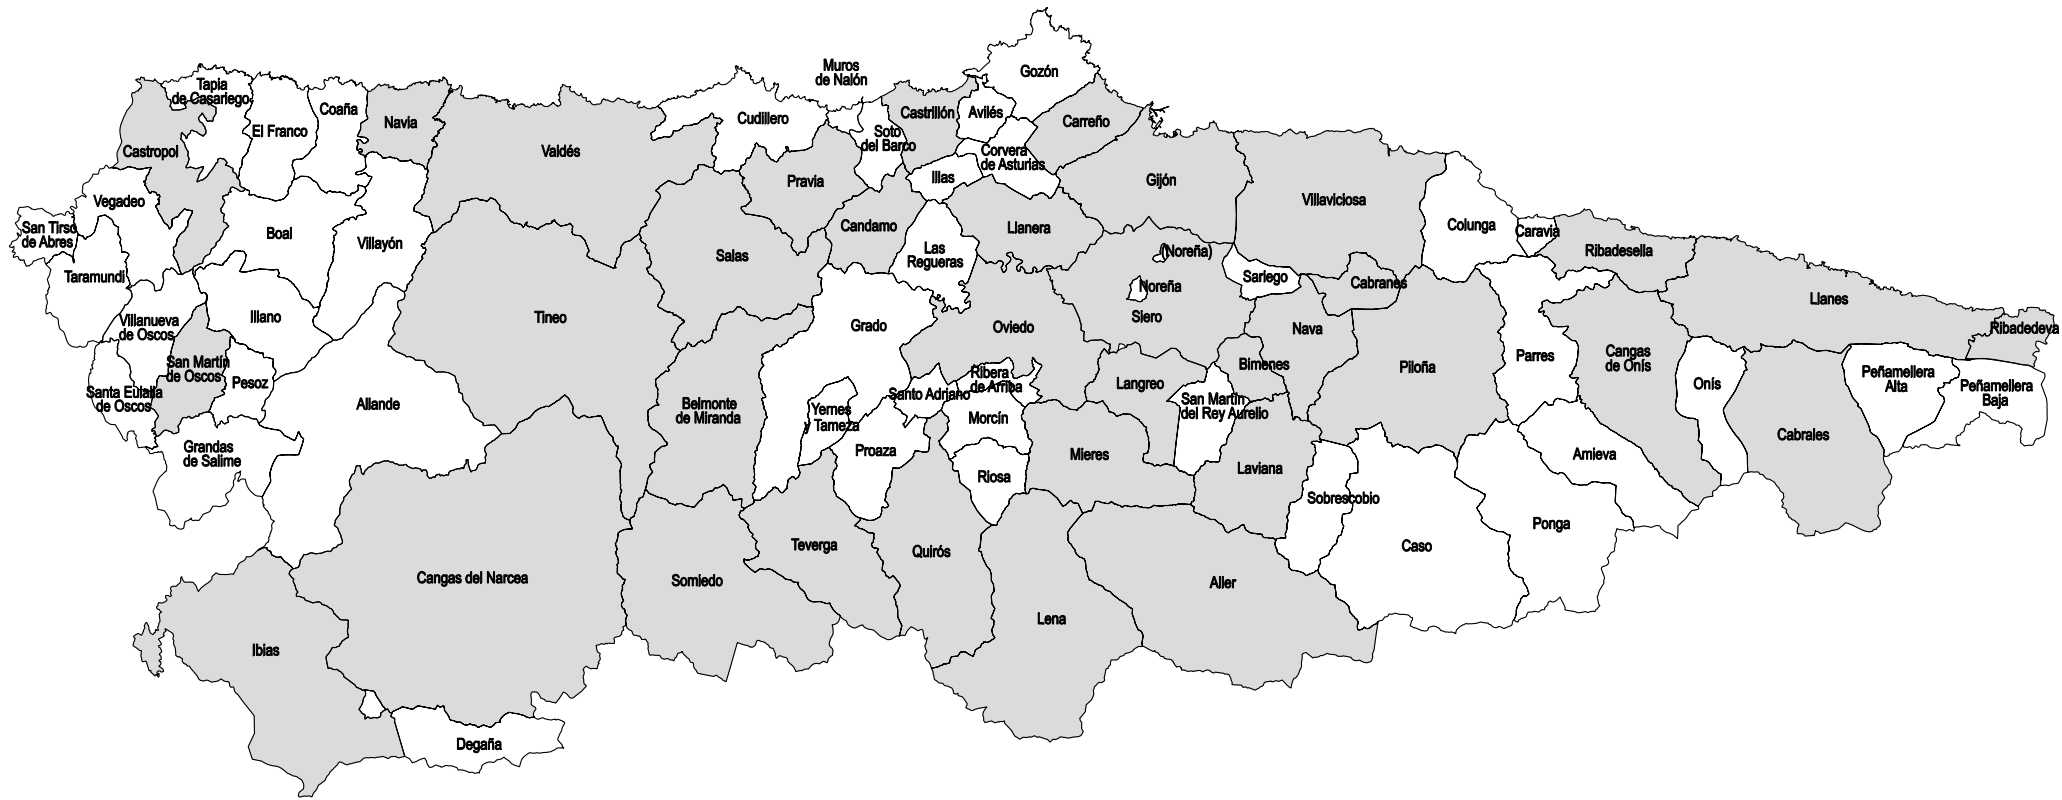 Muros
de Nalón
Gozón
Tapia
de Casariego
Coaña
El Franco
Navia
Castropol
Valdés
Cudillero
Castrillón
Avilés
Carreño
Soto
del Barco
Corvera
de Asturias
Illas
Pravia
Gijón
Villaviciosa
Vegadeo
San Tirso
de Abres
Boal
Villayón
Candamo
Llanera
Las
Regueras
Salas
Colunga
Caravia
Ribadesella
(Noreña)
Noreña
Siero
Sariego
Cabranes
Taramundi
Villanueva
de Oscos
Illano
Tineo
Grado
Oviedo
Nava
Llanes
Ribadedeva
San Martín
de Oscos
Pesoz
Santa Eulalia
de Oscos
Allande
Belmonte
de Miranda
Yernes
y Tameza
Santo Adriano
Ribera
de Arriba
Morcín
Langreo
Bimenes
San Martín
del Rey Aurelio
Piloña
Parres
Cangas
de Onís
Onís
Peñamellera
Alta
Peñamellera
Baja
Cabrales
Grandas
de Salime
Proaza
Riosa
Mieres
Laviana
Sobrescobio
Amieva
Ponga
Caso
Teverga
Quirós
Cangas del Narcea
Somiedo
Aller
Lena
Ibias
Degaña